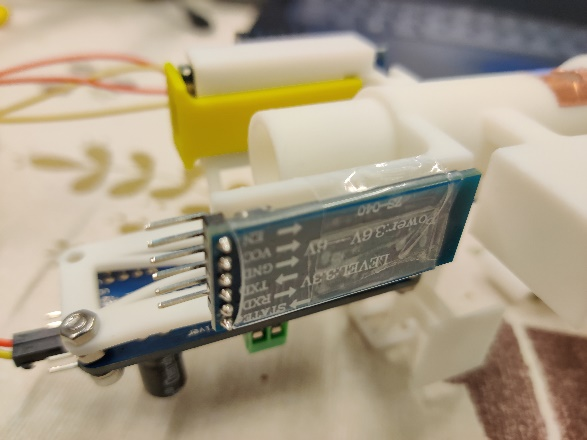 ZS-040
Power:3.6V---6V
LEVEL:3.3V
EN
VCC
GND
TXD
RXD
STATE